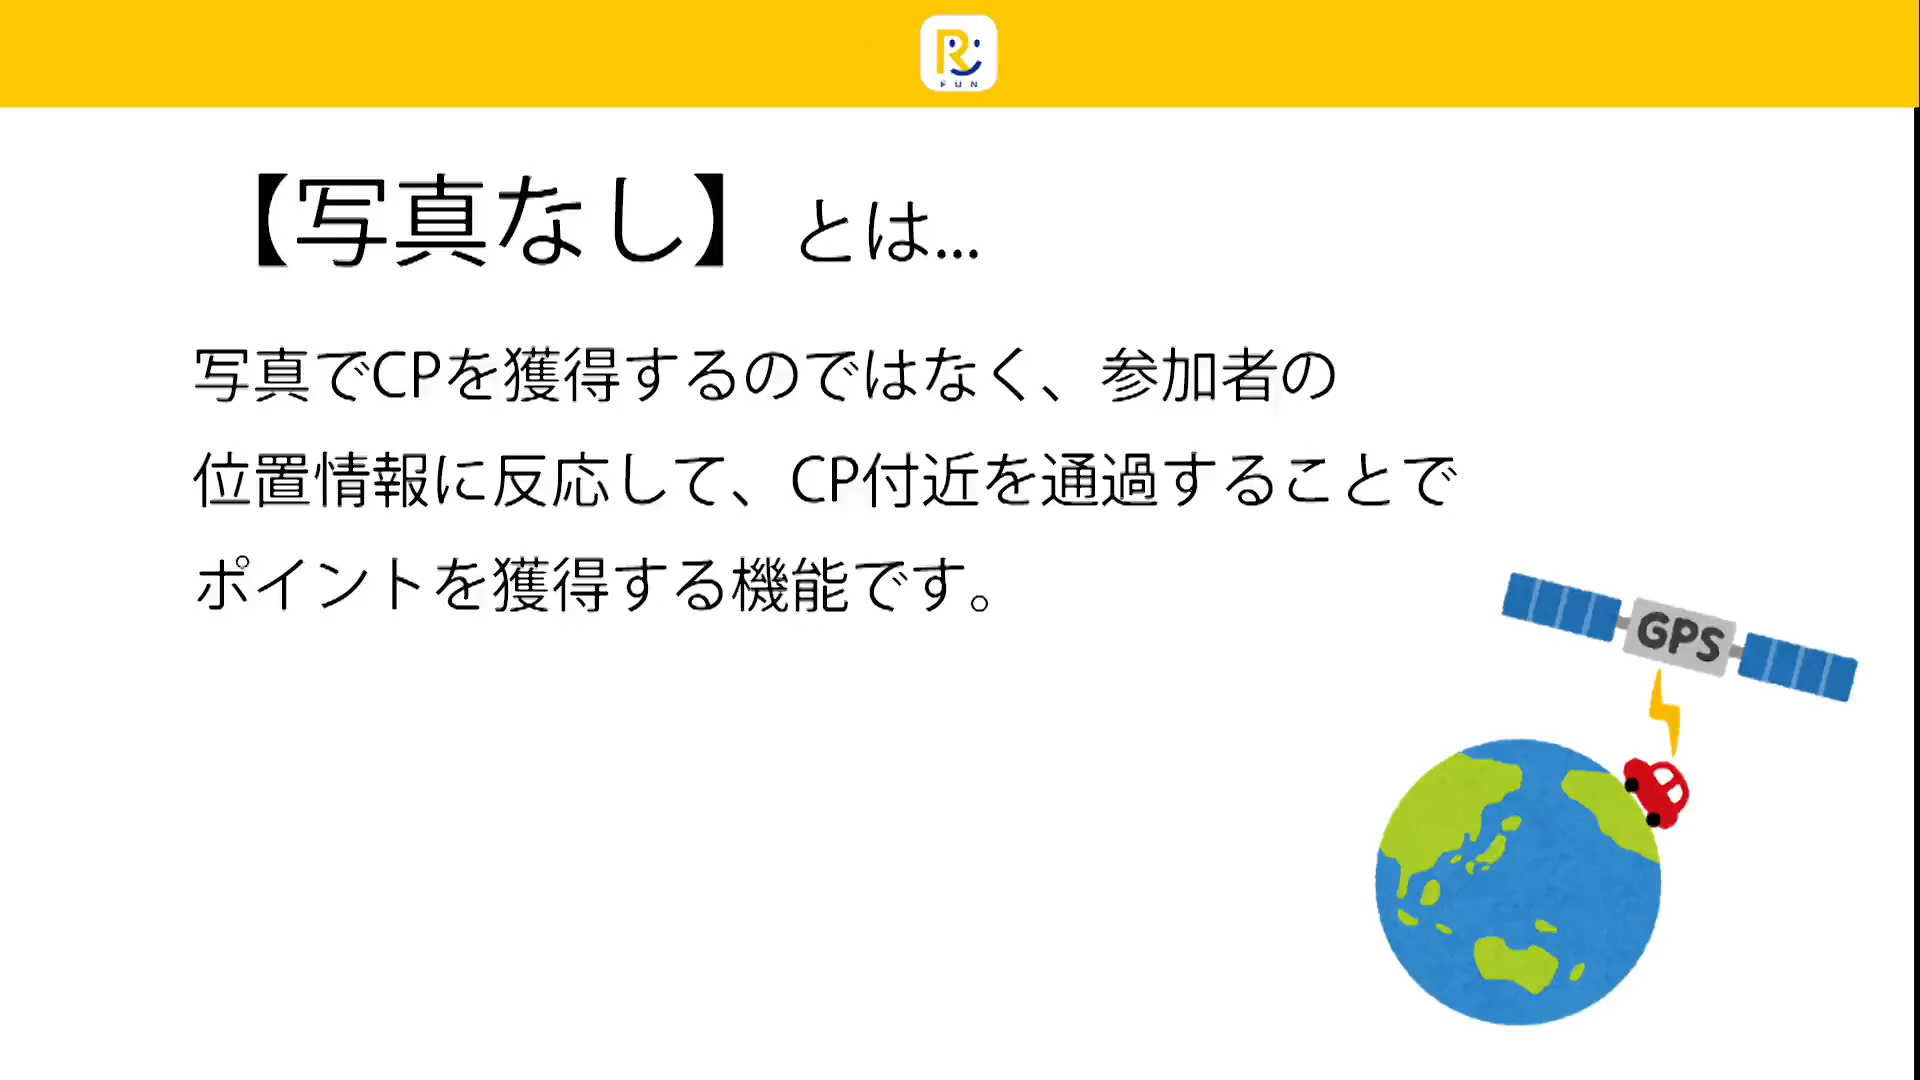 R
FUN
【写真なし】とは...
写真でCPを獲得するのではなく、参加者の
位置情報に反応して、CP付近を通過することで
ポイントを獲得する機能です。
GPS